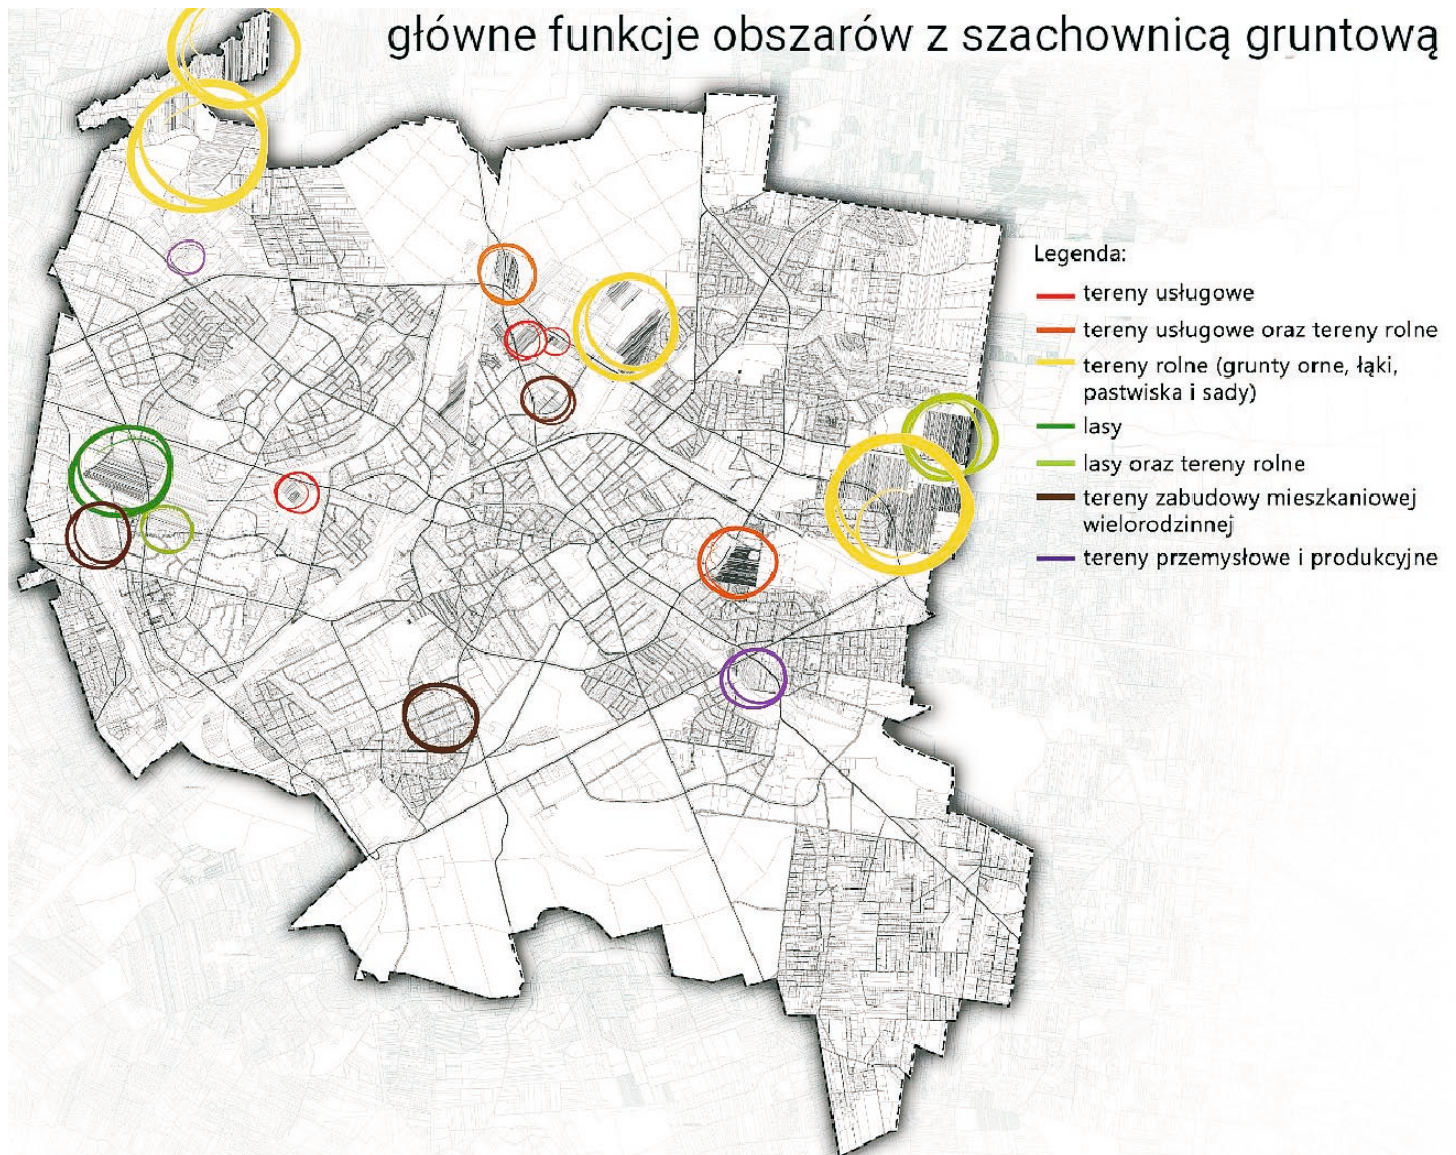 główne funkcje obszarów z szachownicą gruntową
Legenda:
tereny usługowe
tereny usługowe oraz tereny rolne
tereny rolne (grunty orne, łąki,
pastwiska i sady)
lasy
lasy oraz tereny rolne
tereny zabudowy mieszkaniowej
wielorodzinnej
tereny przemysłowe i produkcyjne